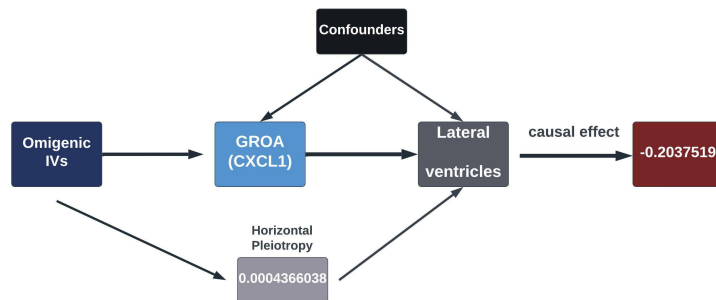 Confounders
Omigenic
IVs
GROA
(CXCL1)
Lateral
ventricles
causal effect
-0.2037519
Horizontal
Pleiotropy
0.0004366038